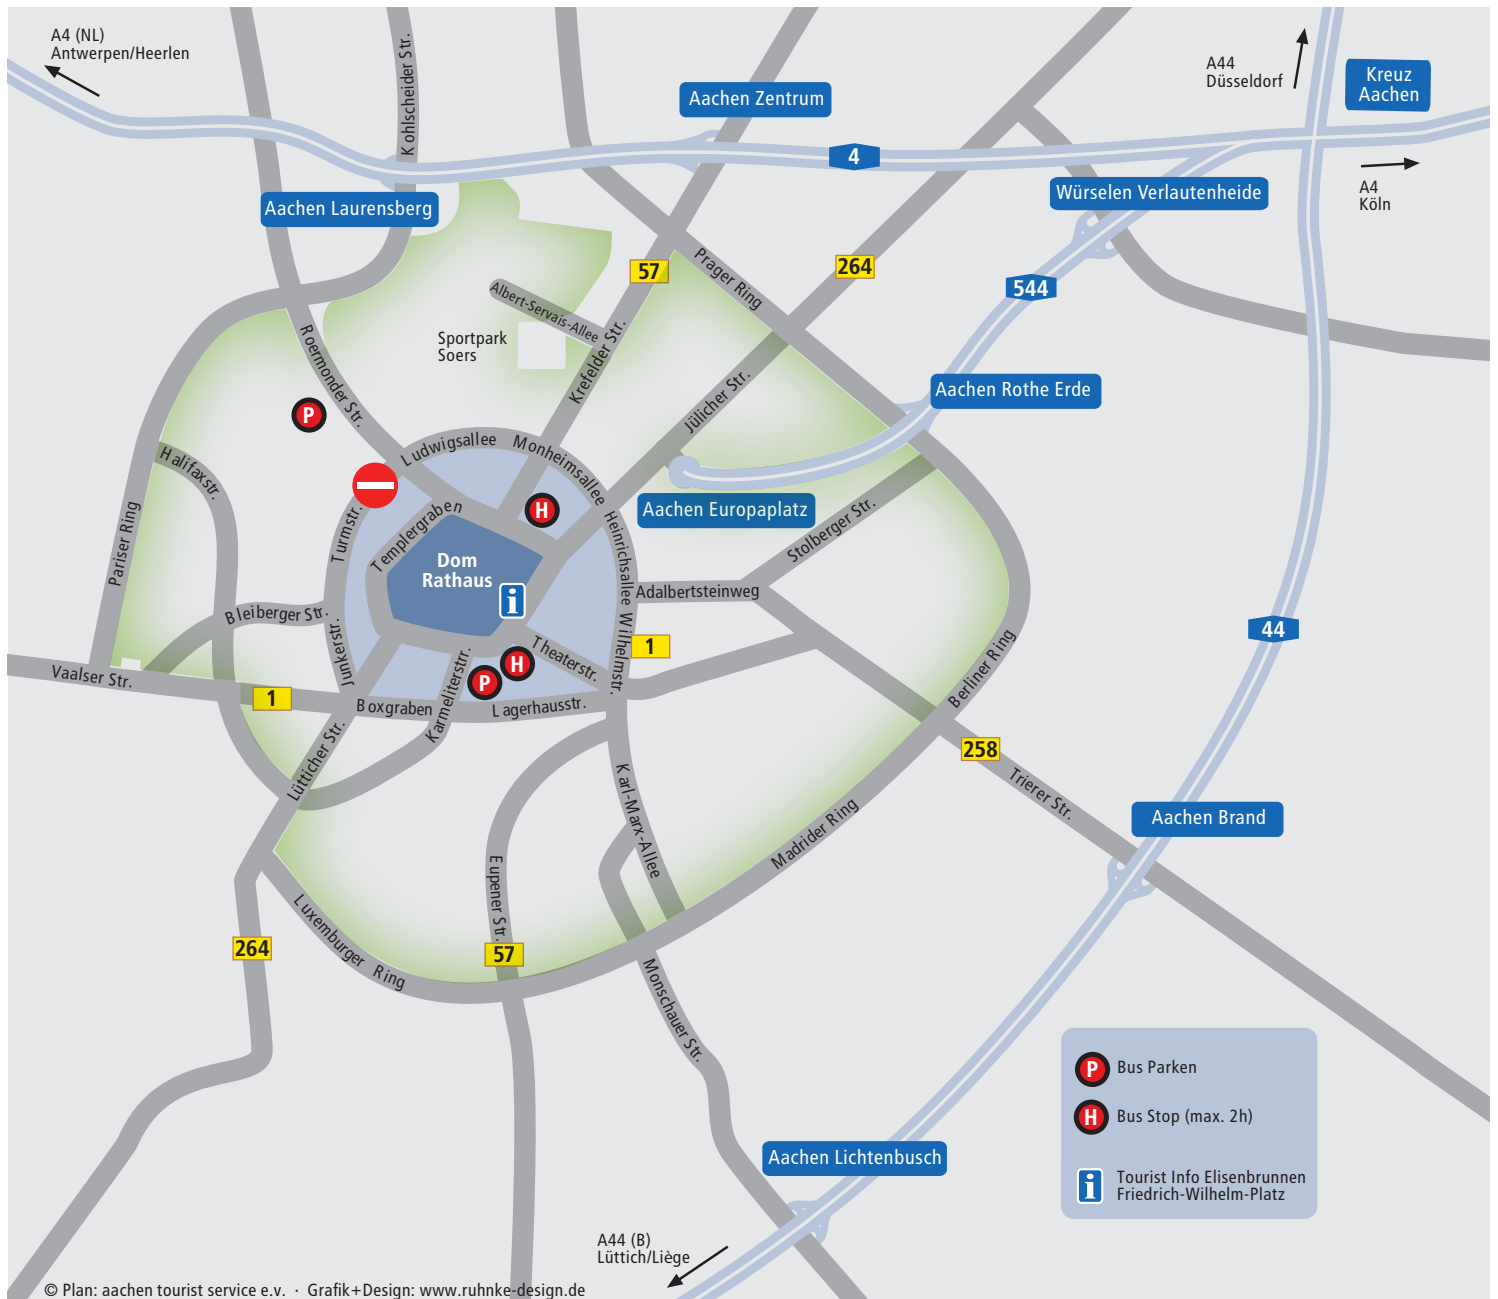 A4 (NL)
Antwerpen/Heerlen
Kohlscheider Str.
Aachen Zentrum
A44
Düsseldorf
Kreuz
Aachen
4
A4
Köln
Aachen Laurensberg
Würselen Verlautenheide
57
Prager Ring
264
544
Albert-Servais-Allee
Sportpark
Soers
Roermonder Str.
Krefelder Str.
Jülicher Str.
Aachen Rothe Erde
P
Ludwigsallee
Monheimsallee
Halifaxstr.
Pariser Ring
Turmstr.
Templergraben
H
Heinrichsallee
Aachen Europaplatz
Stolberger Str.
Dom
Rathaus
i
Adalbertsteinweg
Bleiberger Str.
Junkerstr.
Wilhelmstr.
1
44
Theaterstr.
H
P
Vaalser Str.
1
Boxgraben
Karmeliterstrr.
Lagerhausstr.
Berliner Ring
Lütticher Str.
258
Trierer Str.
Karl-Marx-Allee
Madrider Ring
Aachen Brand
Eupener Str.
Luxemburger Ring
264
57
Monschauer Str.
P
Bus Parken
H
Bus Stop (max. 2h)
i
Tourist Info Elisenbrunnen
Friedrich-Wilhelm-Platz
Aachen Lichtenbusch
A44 (B)
Lüttich/Liège
© Plan: aachen tourist service e.v. · Grafik+Design: www.ruhnke-design.de